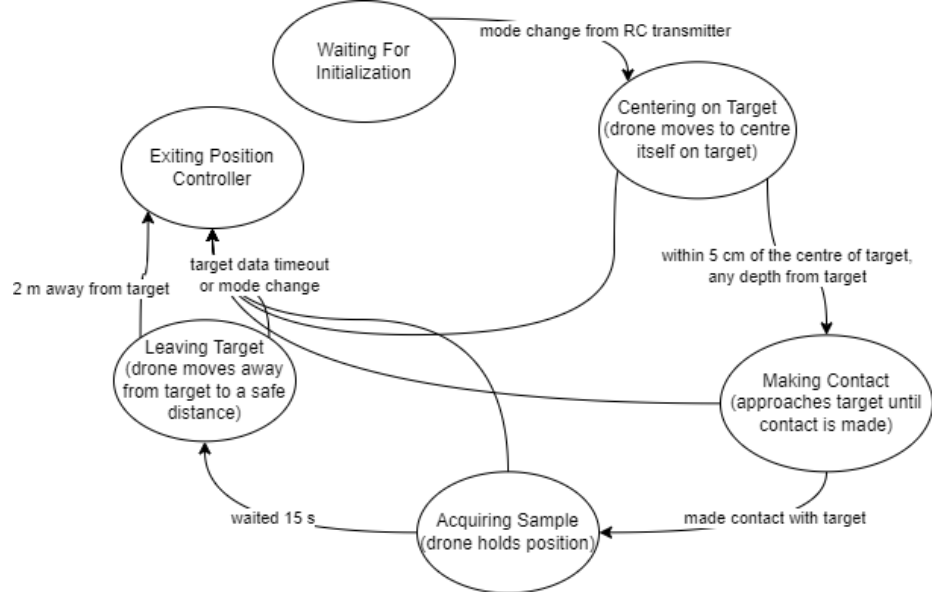 Waiting For
Initialization
mode change from RC transmitter
Centering on Target
(drone moves to centre
itself on target)
Exiting Position
Controller
within 5 cm of the centre of target,
any depth from target
target data timeout
or mode change
2 m away from target
Leaving Target
(drone moves away
from target to a safe
distance)
Making Contact
(approaches target until
contact is made)
waited 15 s
Acquiring Sample
(drone holds position)
made contact with target